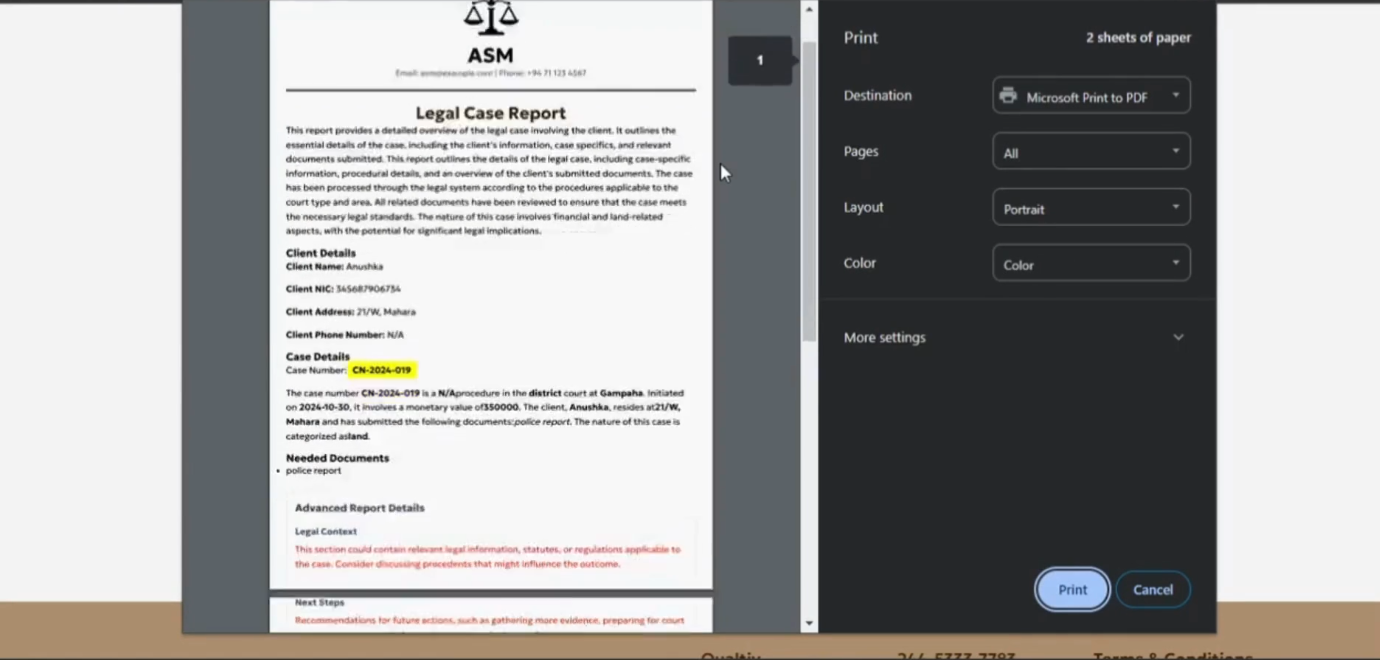 ASM
Email: asm@example.com | Phone: +94 71 123 4567
Legal Case Report
This report provides a detailed overview of the legal case involving the client. It outlines the
essential details of the case, including the client's information, case specifics, and relevant
documents submitted. This report outlines the details of the legal case, including case-specific
information, procedural details, and an overview of the client's submitted documents. The case
has been processed through the legal system according to the procedures applicable to the
court type and area. All related documents have been reviewed to ensure that the case meets
the necessary legal standards. The nature of this case involves financial and land-related
aspects, with the potential for significant legal implications.
Client Details
Client Name: Anushka
Client NIC: 345687906754
Client Address: 21/W, Mahara
Client Phone Number: N/A
Case Details
Case Number: CN-2024-019
The case number CN-2024-019 is a N/Aprocedure in the district court at Gampaha. Initiated
on 2024-10-30, it involves a monetary value of350000. The client, Anushka, resides at21/W,
Mahara and has submitted the following documents:police report. The nature of this case is
categorized asland.
Needed Documents
• police report
Advanced Report Details
Legal Context
This section could contain relevant legal information, statutes, or regulations applicable to
the case. Consider discussing precedents that might influence the outcome.
Next Steps
Recommendations for future actions, such as gathering more evidence, preparing for court
1
Print
2 sheets of paper
Destination
Microsoft Print to PDF
Pages
All
Layout
Portrait
Color
Color
More settings
Print
Cancel
Qualtiy
244-5333-7783
Terms & Conditions